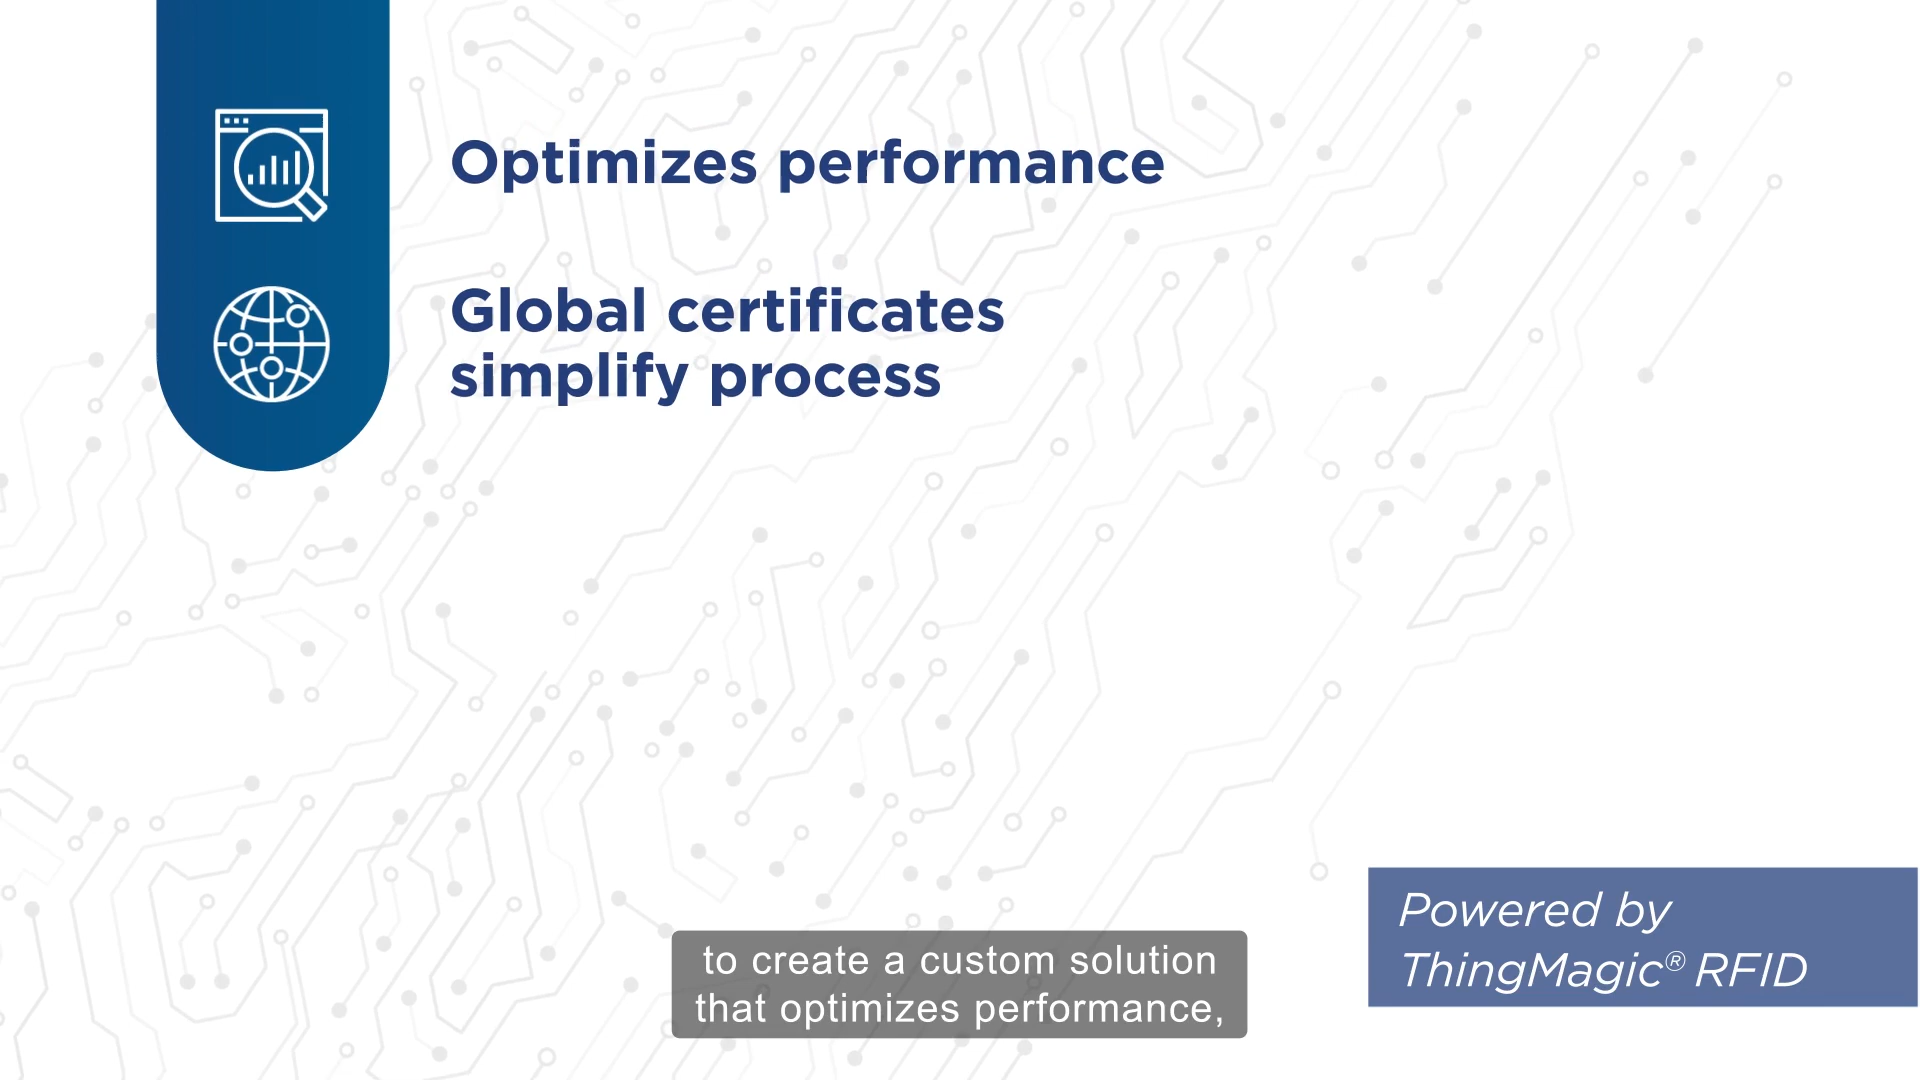 Optimizes performance
Global certificates
simplify process
Powered by
ThingMagic® RFID
to create a custom solution
that optimizes performance,